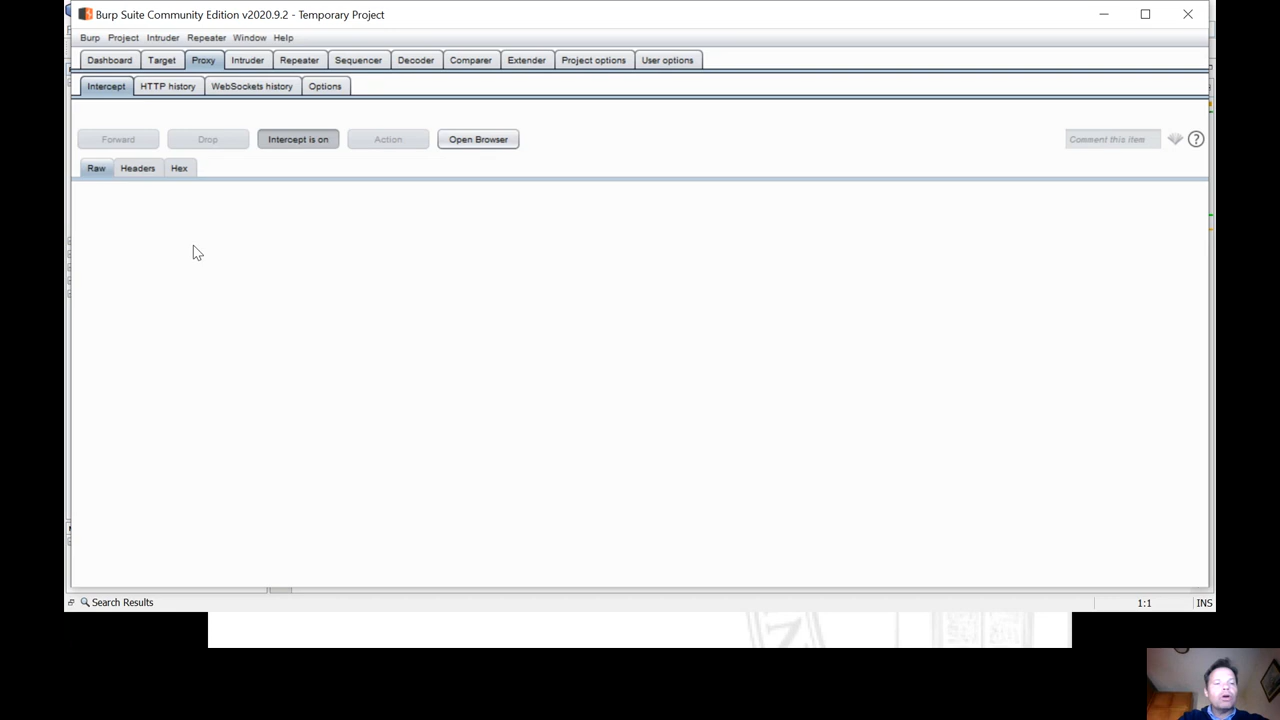 Burp Suite Community Edition v2020.9.2 - Temporary Project
Burp Project Intruder Repeater Window Help
Dashboard Target Proxy Intruder Repeater Sequencer Decoder Comparer Extender Project options User options
Intercept HTTP history WebSockets history Options
Forward Drop Intercept is on Action Open Browser Comment this item ?
Raw Headers Hex
Search Results 1:1 INS